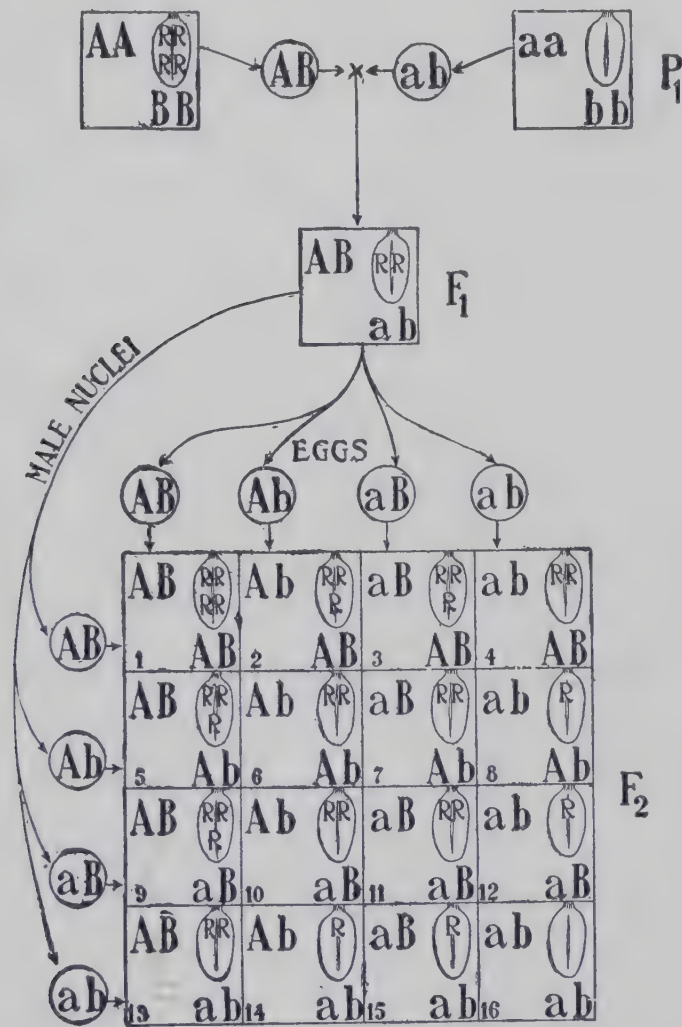 AA RR RR BB
AB
ab
aa bb
P1
AB RR ab
F1
MALE NUCLEI
EGGS
AB Ab aB ab
AB
AB RR RR 1 AB
Ab RR R 2 AB
aB RR R 3 AB
ab RR 4 AB
Ab
AB RR R 5 Ab
Ab RR 6 Ab
aB RR 7 Ab
ab R 8 Ab
F2
aB
AB RR R 9 aB
Ab RR 10 aB
aB RR 11 aB
ab R 12 aB
ab
AB RR 13 ab
Ab R 14 ab
aB R 15 ab
ab 16 ab